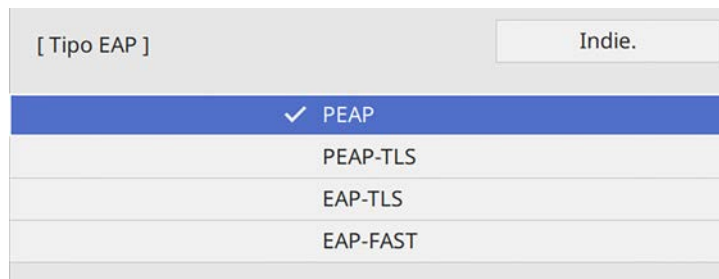 [ Tipo EAP ]
Indie.
PEAP
PEAP-TLS
EAP-TLS
EAP-FAST